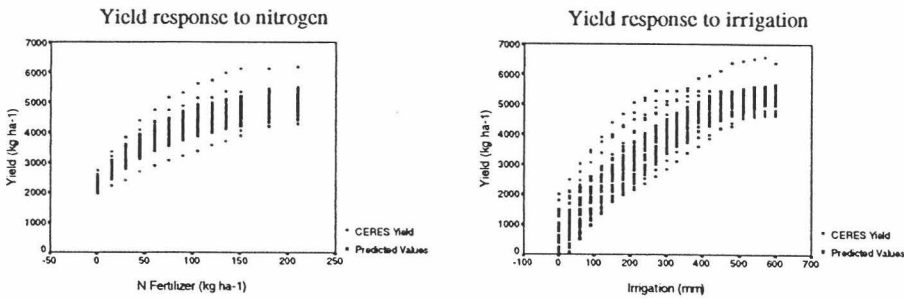 Yield response to nitrogen
7000
6000
5000
4000
3000
2000
1000
0
Yield (kg ha-1)
-50 0 50 100 150 200 250
N Fertilizer (kg ha-1)
CERES Yield
Predicted Values
Yield response to irrigation
7000
6000
5000
4000
3000
2000
1000
0
Yield (kg ha-1)
-100 0 100 200 300 400 500 600 700
Irrigation (mm)
CERES Yield
Predicted Values